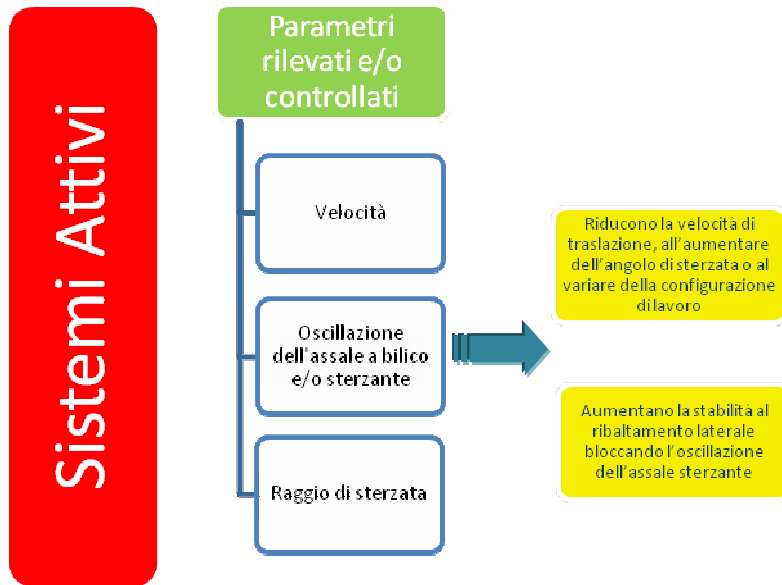 Sistemi Attivi
Parametri
rilevati e/o
controllati
Velocità
Oscillazione
dell'assale a bilico
e/o sterzante
Raggio di sterzata
Riducono la velocità di
traslazione, all'aumentare
dell'angolo di sterzata o al
variare della configurazione
di lavoro
Aumentano la stabilità al
ribaltamento laterale
bloccando l'oscillazione
dell'assale sterzante